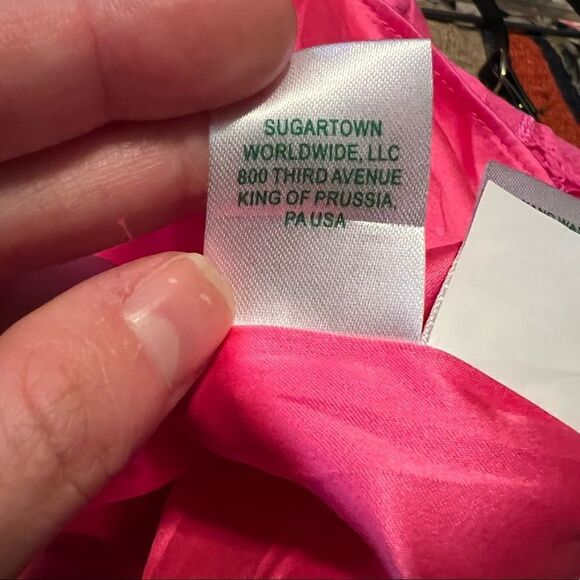 SUGARTOWN
WORLDWIDE, LLC
800 THIRD AVENUE
KING OF PRUSSIA,
PA USA